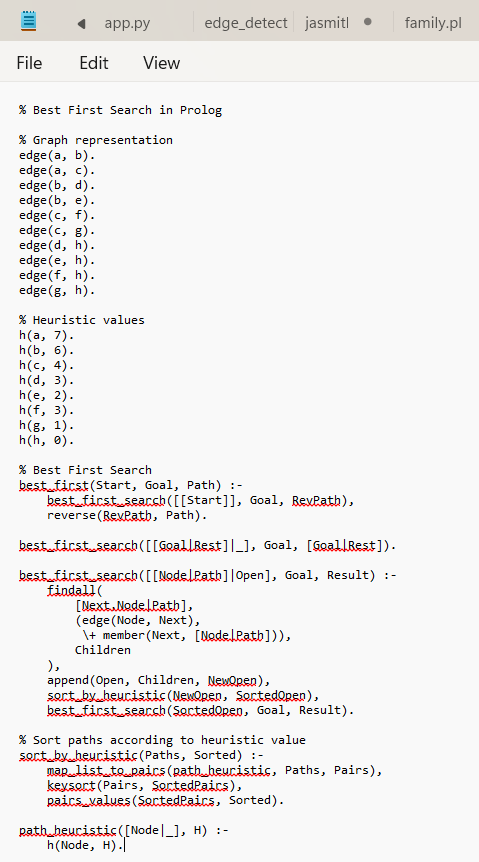 app.py edge_detect jasmitl family.pl
File Edit View
% Best First Search in Prolog
% Graph representation
edge(a, b).
edge(a, c).
edge(b, d).
edge(b, e).
edge(c, f).
edge(c, g).
edge(d, h).
edge(e, h).
edge(f, h).
edge(g, h).
% Heuristic values
h(a, 7).
h(b, 6).
h(c, 4).
h(d, 3).
h(e, 2).
h(f, 3).
h(g, 1).
h(h, 0).
% Best First Search
best_first(Start, Goal, Path) :-
    best_first_search([[Start]], Goal, RevPath),
    reverse(RevPath, Path).
best_first_search([[Goal|Rest]|_], Goal, [Goal|Rest]).
best_first_search([[Node|Path]|Open], Goal, Result) :-
    findall(
        [Next,Node|Path],
        (edge(Node, Next),
         \+ member(Next, [Node|Path])),
        Children
    ),
    append(Open, Children, NewOpen),
    sort_by_heuristic(NewOpen, SortedOpen),
    best_first_search(SortedOpen, Goal, Result).
% Sort paths according to heuristic value
sort_by_heuristic(Paths, Sorted) :-
    map_list_to_pairs(path_heuristic, Paths, Pairs),
    keysort(Pairs, SortedPairs),
    pairs_values(SortedPairs, Sorted).
path_heuristic([Node|_], H) :-
    h(Node, H).